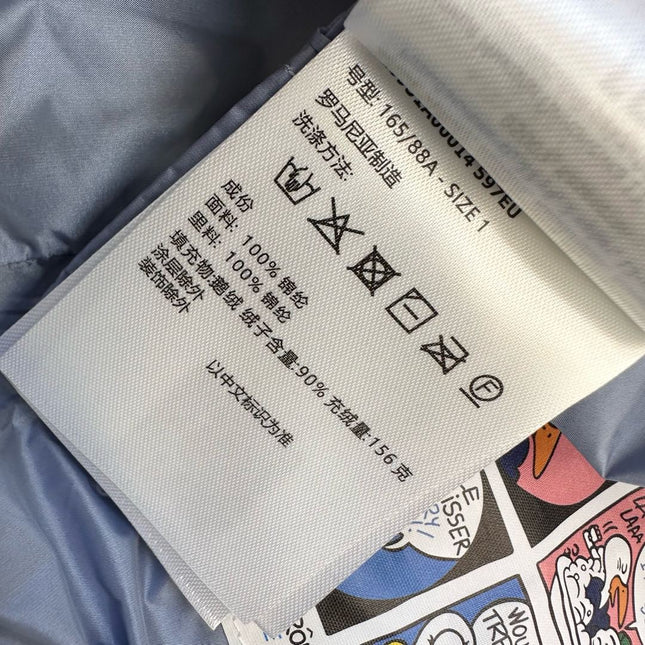 号型: 165/88A - SIZE 1
罗马尼亚制造
洗涤方法:
F
成份
面料: 100% 锦纶
里料: 100% 锦纶
填充物:鹅绒 绒子含量:90% 充绒量:156 克
涂层除外
装饰除外
以中文标识为准